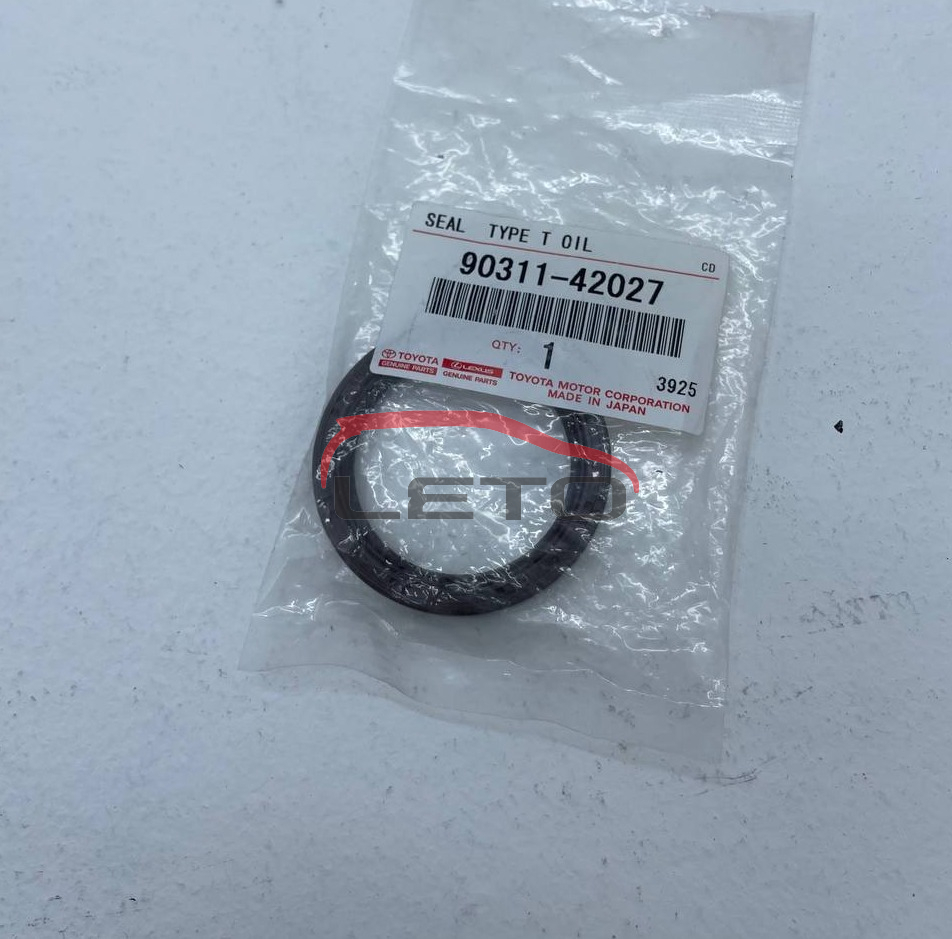 SEAL TYPE T OIL
CD
90311-42027
QTY: 1
TOYOTA
GENUINE PARTS
LEXUS
GENUINE PARTS
3925
TOYOTA MOTOR CORPORATION
MADE IN JAPAN
LETO